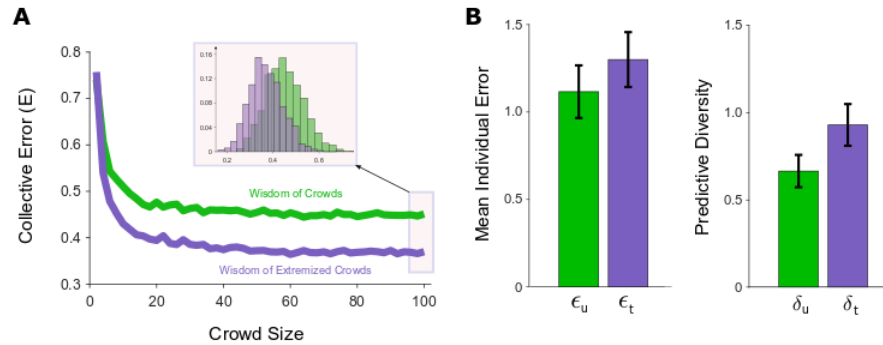 A
Collective Error (E)
0.8
0.7
0.6
0.5
0.4
0.3
0
20
40
60
80
100
Crowd Size
0.16
0.12
0.08
0.04
0
0.2
0.4
0.6
Wisdom of Crowds
Wisdom of Extremized Crowds
B
Mean Individual Error
1.5
1.0
0.5
0
ϵu
ϵt
Predictive Diversity
1.5
1.0
0.5
0
δu
δt